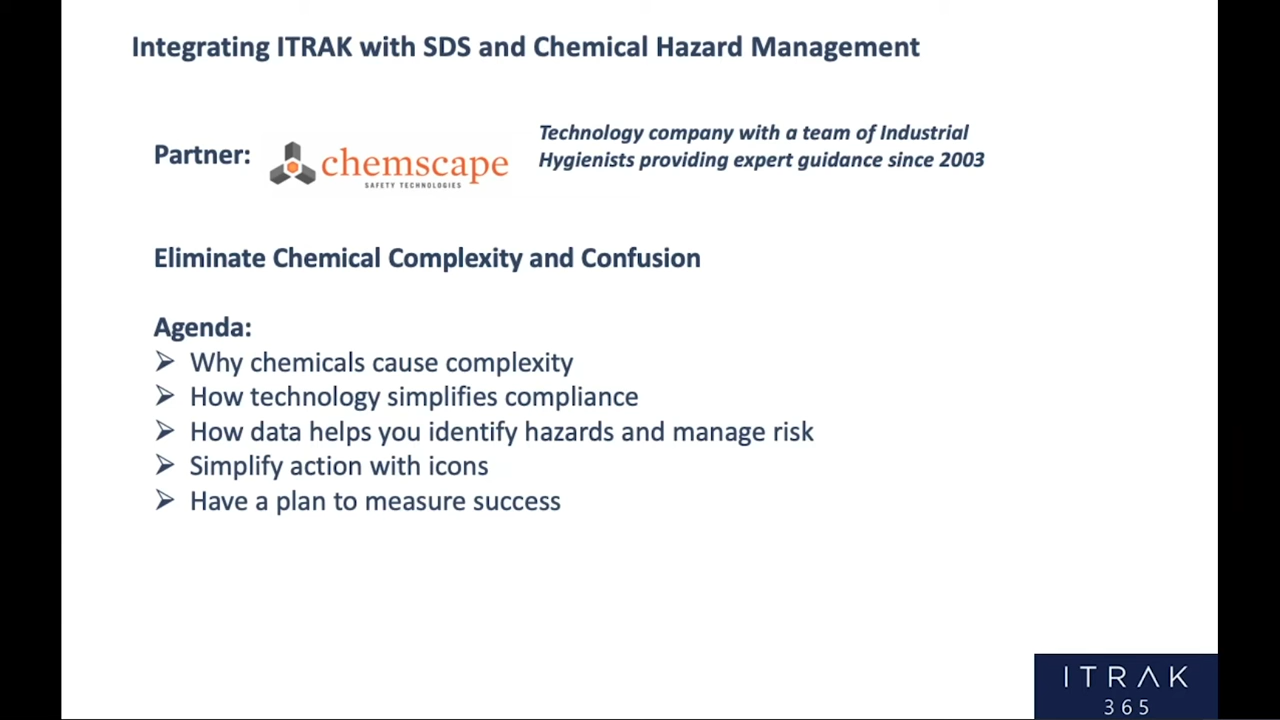 Integrating ITRAK with SDS and Chemical Hazard Management
Partner:
chemscape
SAFETY TECHNOLOGIES
Technology company with a team of Industrial
Hygienists providing expert guidance since 2003
Eliminate Chemical Complexity and Confusion
Agenda:
Why chemicals cause complexity
How technology simplifies compliance
How data helps you identify hazards and manage risk
Simplify action with icons
Have a plan to measure success
ITRAK
365